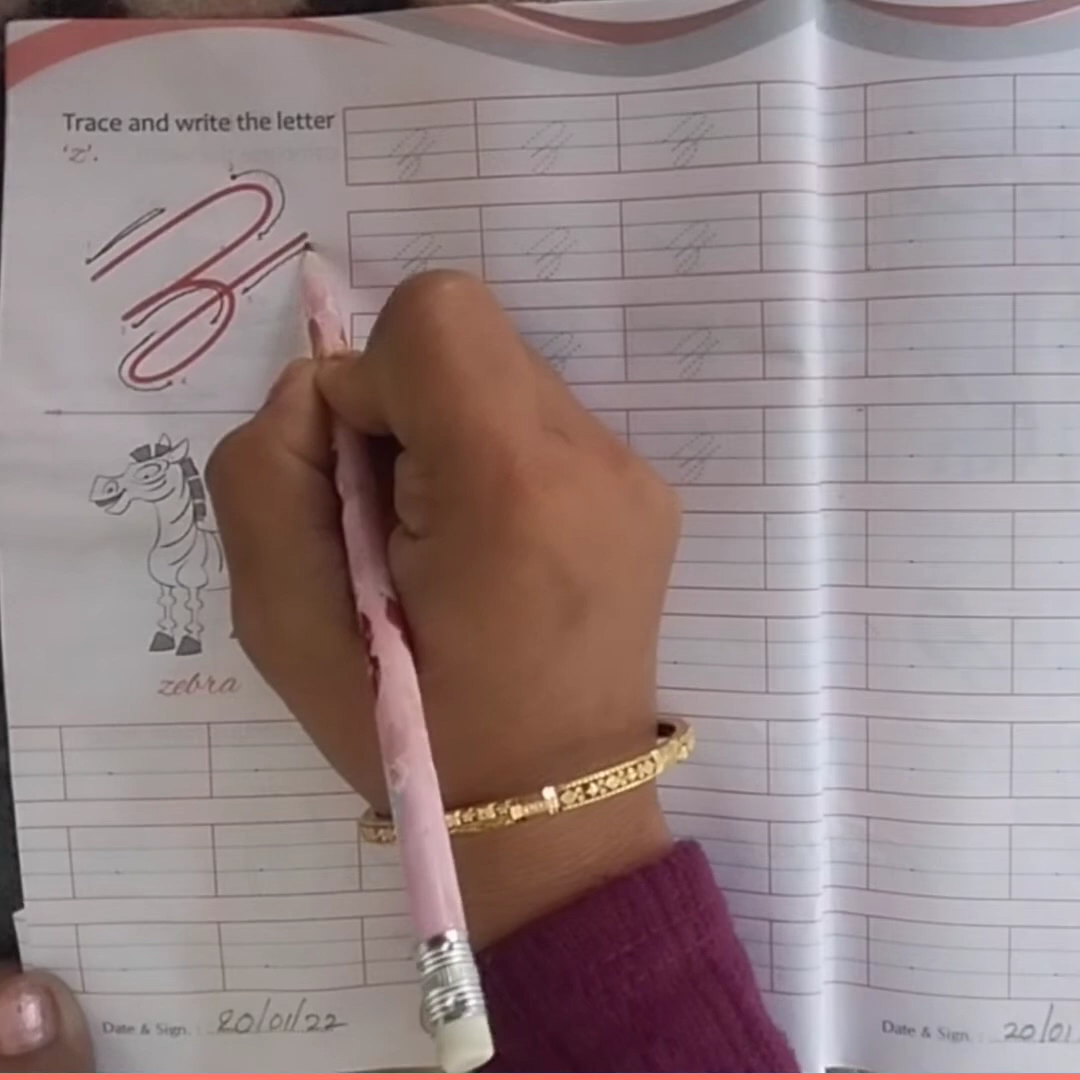 Trace and write the letter
'z'.
zebra
Date & Sign. : 20/01/22
Date & Sign. : 20/01